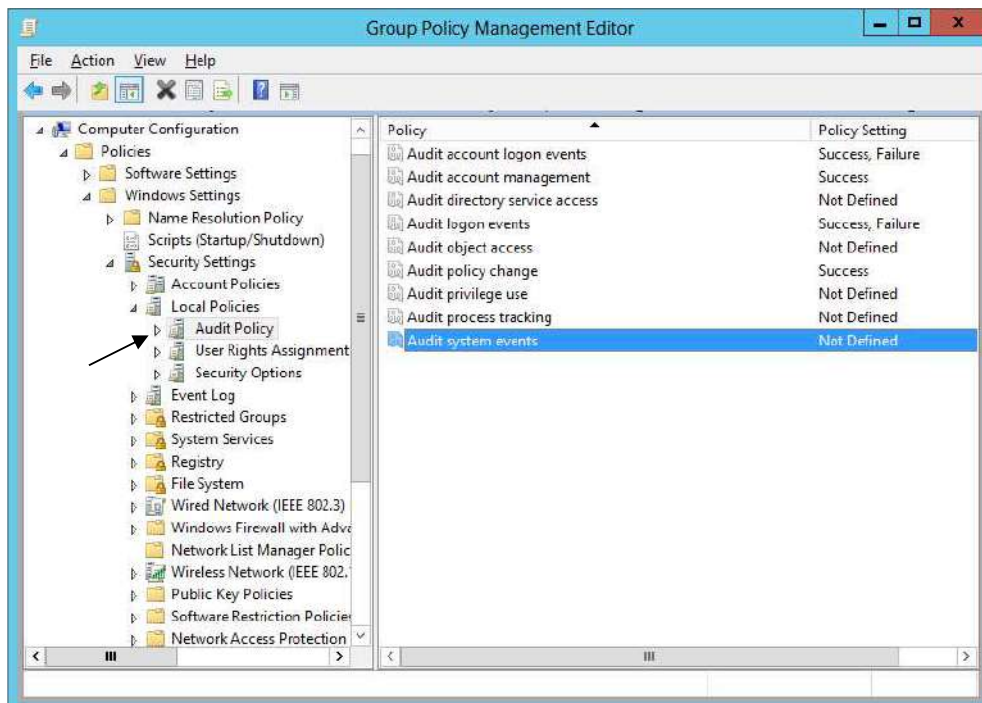 Group Policy Management Editor
File Action View Help
Computer Configuration
Policies
Software Settings
Windows Settings
Name Resolution Policy
Scripts (Startup/Shutdown)
Security Settings
Account Policies
Local Policies
Audit Policy
User Rights Assignment
Security Options
Event Log
Restricted Groups
System Services
Registry
File System
Wired Network (IEEE 802.3)
Windows Firewall with Adva
Network List Manager Polic
Wireless Network (IEEE 802.1
Public Key Policies
Software Restriction Policie
Network Access Protection
Policy Policy Setting
Audit account logon events Success, Failure
Audit account management Success
Audit directory service access Not Defined
Audit logon events Success, Failure
Audit object access Not Defined
Audit policy change Success
Audit privilege use Not Defined
Audit process tracking Not Defined
Audit system events Not Defined